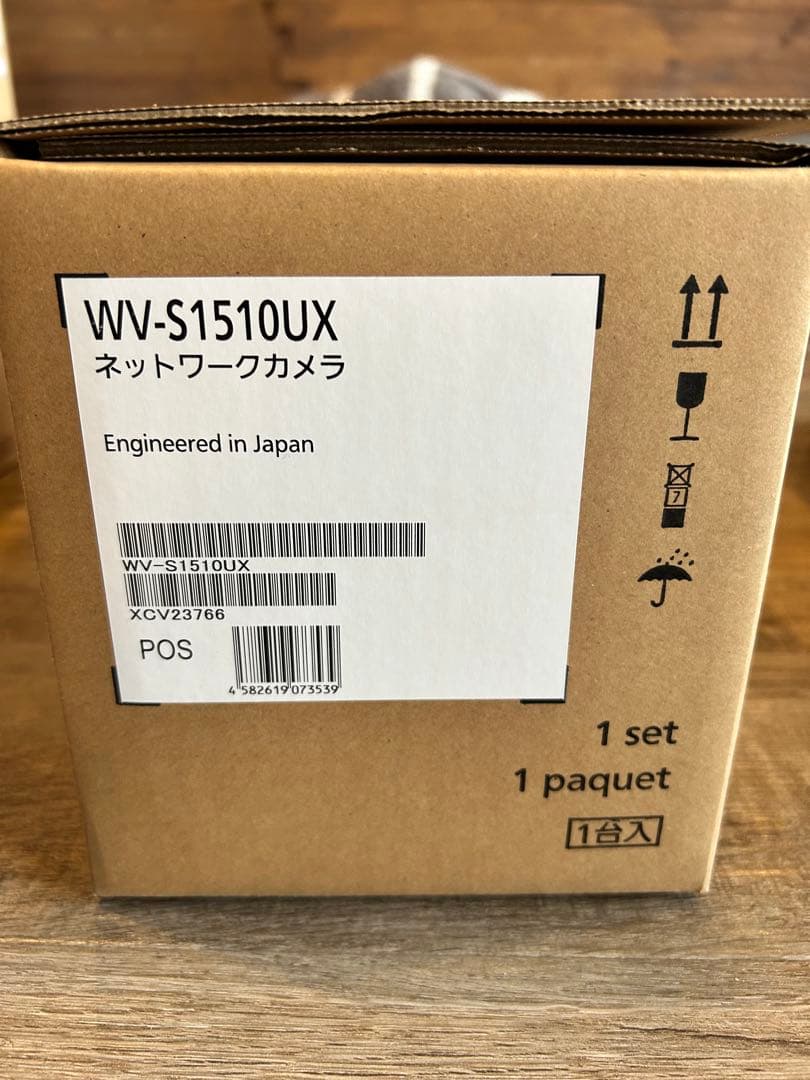 WV-S1510UX
ネットワークカメラ
Engineered in Japan
WV-S1510UX
XCV23766
POS
4 582619 073539
7
1 set
1 paquet
1台入